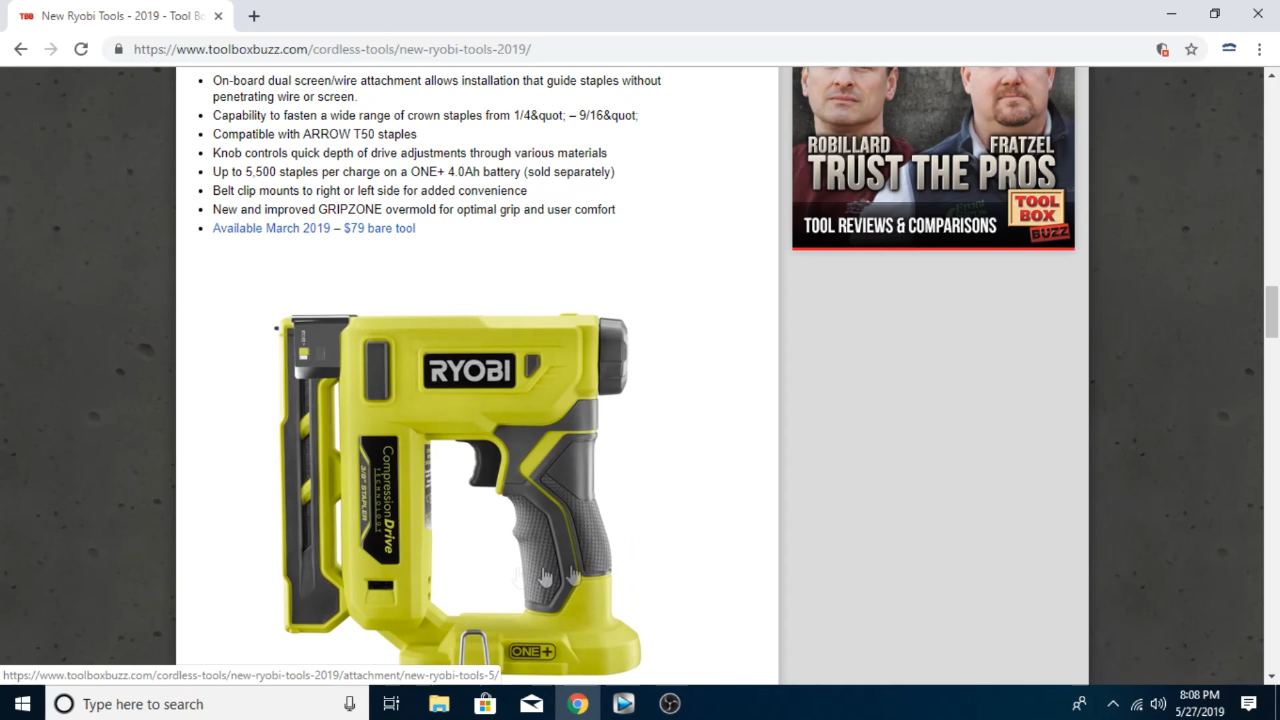 New Ryobi Tools - 2019 - Tool Bo
https://www.toolboxbuzz.com/cordless-tools/new-ryobi-tools-2019/
On-board dual screen/wire attachment allows installation that guide staples without
penetrating wire or screen.
Capability to fasten a wide range of crown staples from 1/4&quot; – 9/16&quot;
Compatible with ARROW T50 staples
Knob controls quick depth of drive adjustments through various materials
Up to 5,500 staples per charge on a ONE+ 4.0Ah battery (sold separately)
Belt clip mounts to right or left side for added convenience
New and improved GRIPZONE overmold for optimal grip and user comfort
Available March 2019 – $79 bare tool
ROBILLARD FRATZEL
TRUST THE PROS
TOOL REVIEWS & COMPARISONS
TOOL
BOX
BUZZ
RYOBI
CompressionDrive
TECHNOLOGY
3/8" STAPLER
ONE+
https://www.toolboxbuzz.com/cordless-tools/new-ryobi-tools-2019/attachment/new-ryobi-tools-5/
Type here to search
8:08 PM
5/27/2019